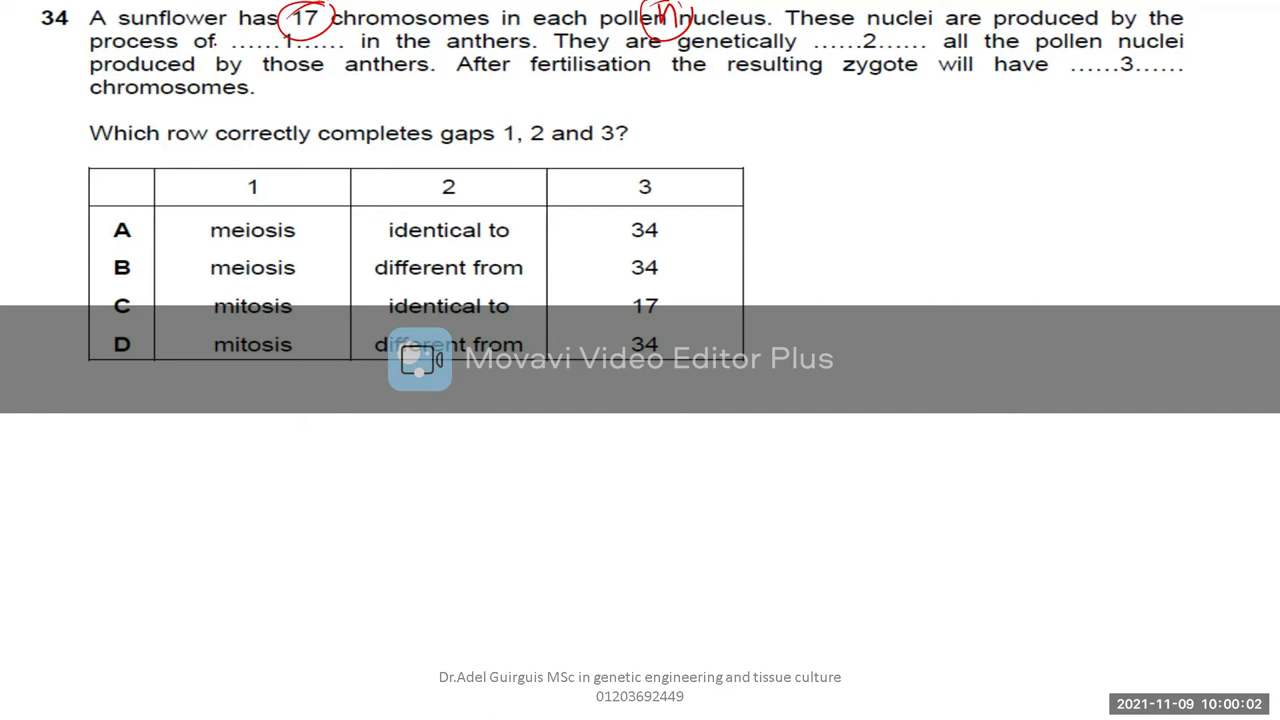 34 A sunflower has 17 chromosomes in each pollen nucleus. These nuclei are produced by the
process of ......1...... in the anthers. They are genetically ......2...... all the pollen nuclei
produced by those anthers. After fertilisation the resulting zygote will have ......3......
chromosomes.
Which row correctly completes gaps 1, 2 and 3?
1 2 3
A meiosis identical to 34
B meiosis different from 34
C mitosis identical to 17
D mitosis different from 34
Movavi Video Editor Plus
Dr.Adel Guirguis MSc in genetic engineering and tissue culture
01203692449
2021-11-09 10:00:02
n